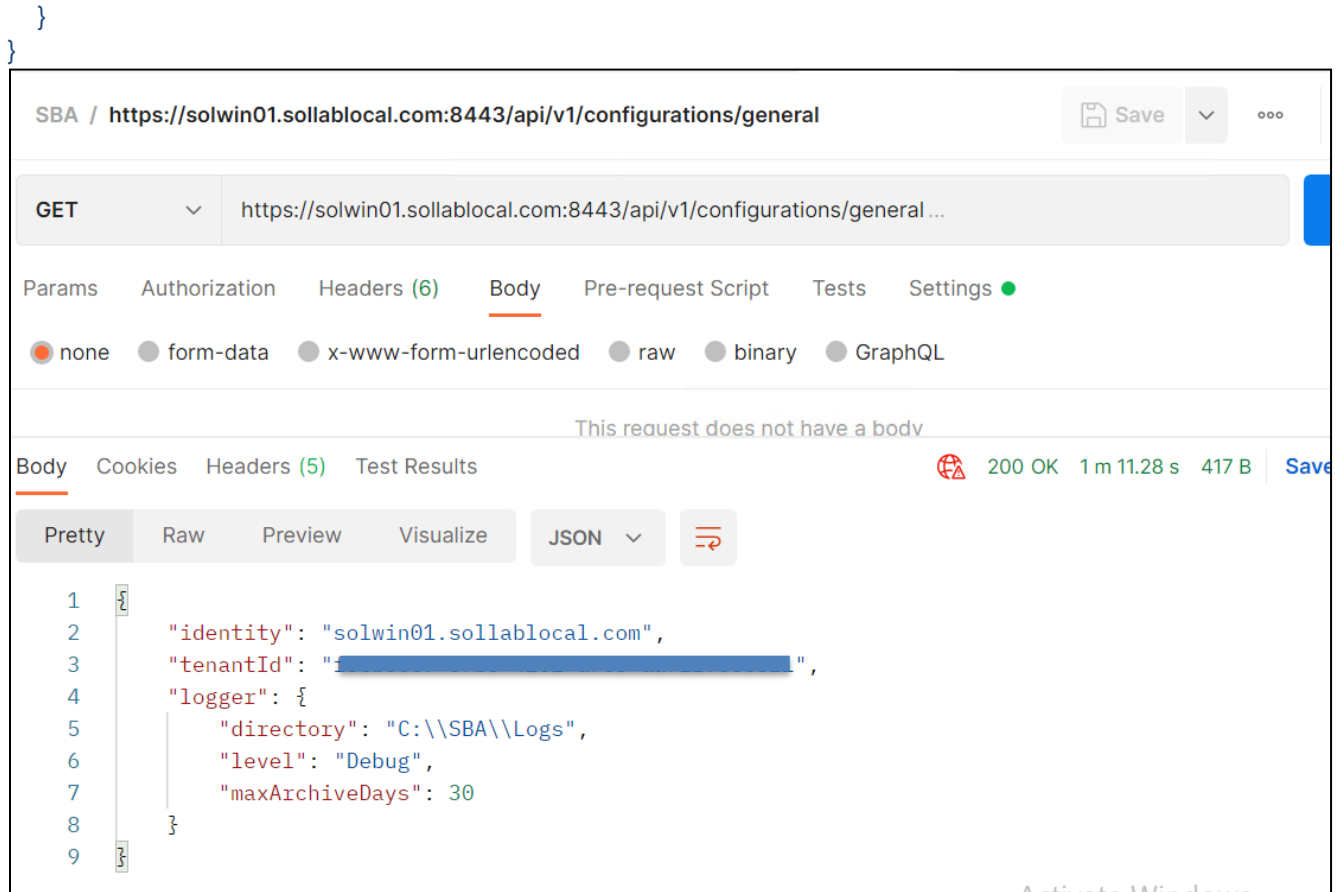 }
}
SBA / https://solwin01.sollablocal.com:8443/api/v1/configurations/general Save ooo
GET https://solwin01.sollablocal.com:8443/api/v1/configurations/general ...
Params Authorization Headers (6) Body Pre-request Script Tests Settings
none form-data x-www-form-urlencoded raw binary GraphQL
This request does not have a body
Body Cookies Headers (5) Test Results 200 OK 1 m 11.28 s 417 B Save
Pretty Raw Preview Visualize JSON
1 {
2 "identity": "solwin01.sollablocal.com",
3 "tenantId": "",
4 "logger": {
5 "directory": "C:\\SBA\\Logs",
6 "level": "Debug",
7 "maxArchiveDays": 30
8 }
9 }
Activate Windows